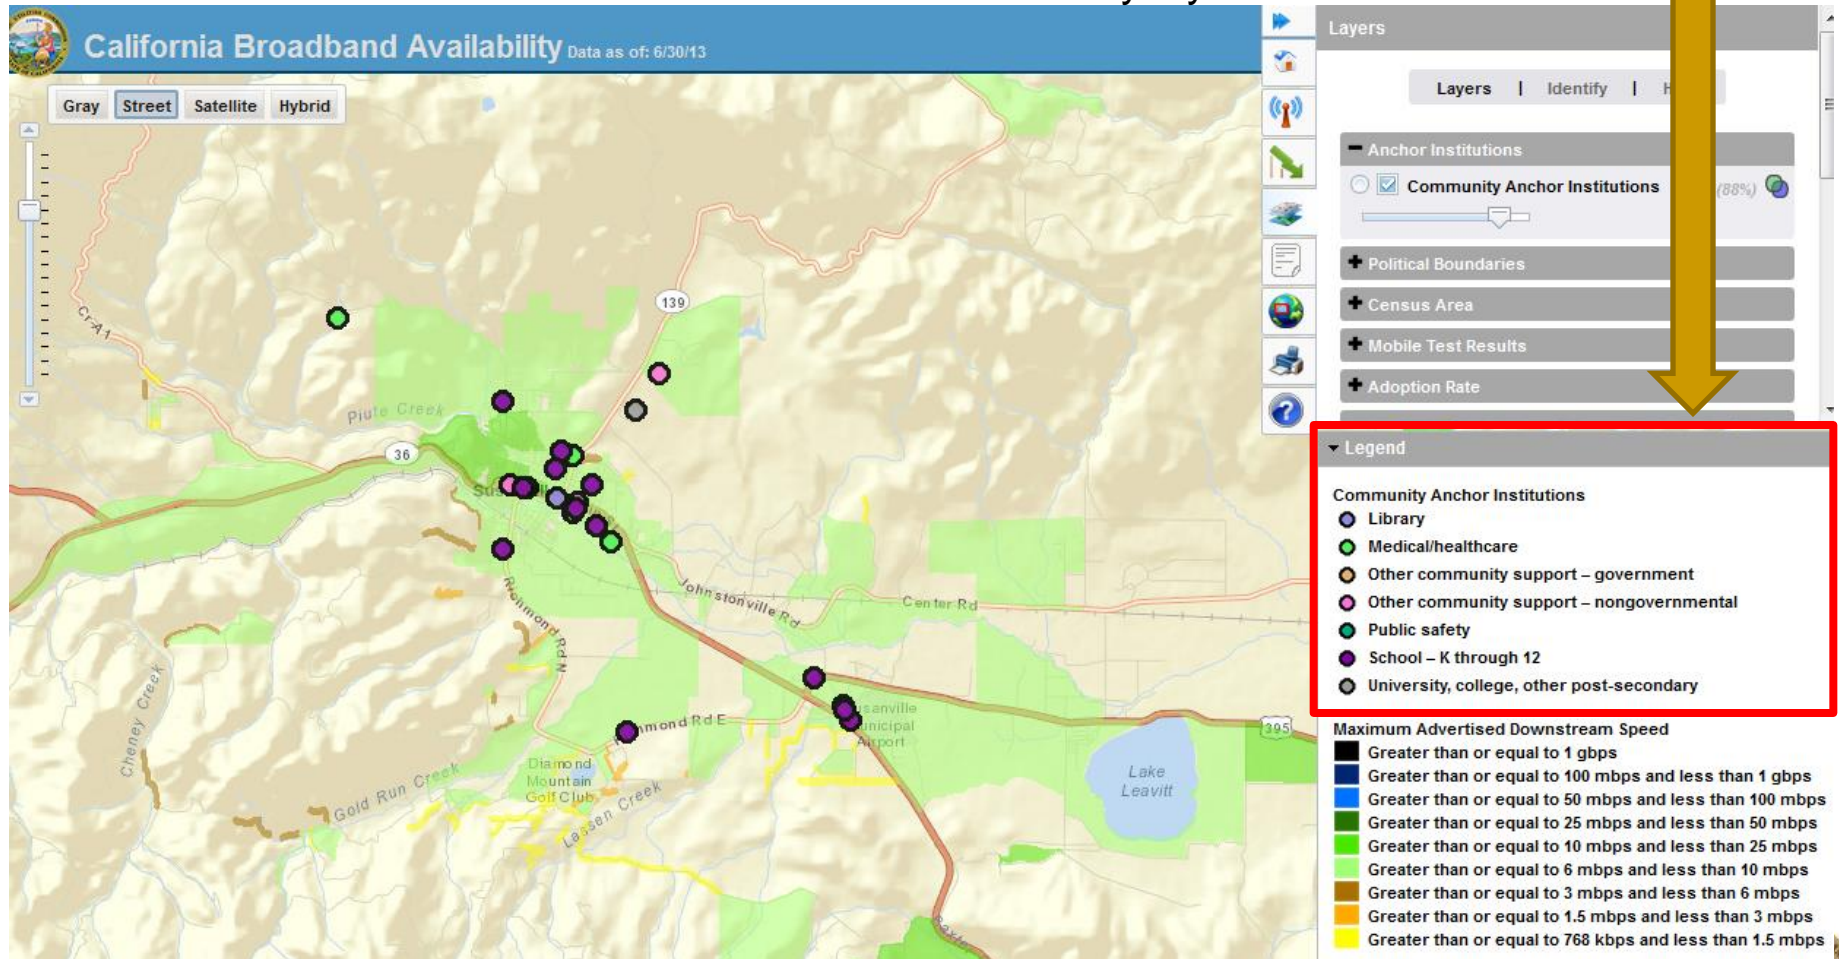 California Broadband Availability Data as of: 6/30/13
Gray Street Satellite Hybrid
Layers
Layers | Identify |
Anchor Institutions
Community Anchor Institutions (88%)
Political Boundaries
Census Area
Mobile Test Results
Adoption Rate
Legend
Community Anchor Institutions
Library
Medical/healthcare
Other community support – government
Other community support – nongovernmental
Public safety
School – K through 12
University, college, other post-secondary
Maximum Advertised Downstream Speed
Greater than or equal to 1 gbps
Greater than or equal to 100 mbps and less than 1 gbps
Greater than or equal to 50 mbps and less than 100 mbps
Greater than or equal to 25 mbps and less than 50 mbps
Greater than or equal to 10 mbps and less than 25 mbps
Greater than or equal to 6 mbps and less than 10 mbps
Greater than or equal to 3 mbps and less than 6 mbps
Greater than or equal to 1.5 mbps and less than 3 mbps
Greater than or equal to 768 kbps and less than 1.5 mbps
139
Cr-A1
Piute Creek
36
Johnstonville Rd
Center Rd
Richmond Rd N
Cheney Creek
Rd E
395
Airport
Diamond
Mountain
Golf Club
Lake
Leavitt
Gold Run Creek
Lassen Creek